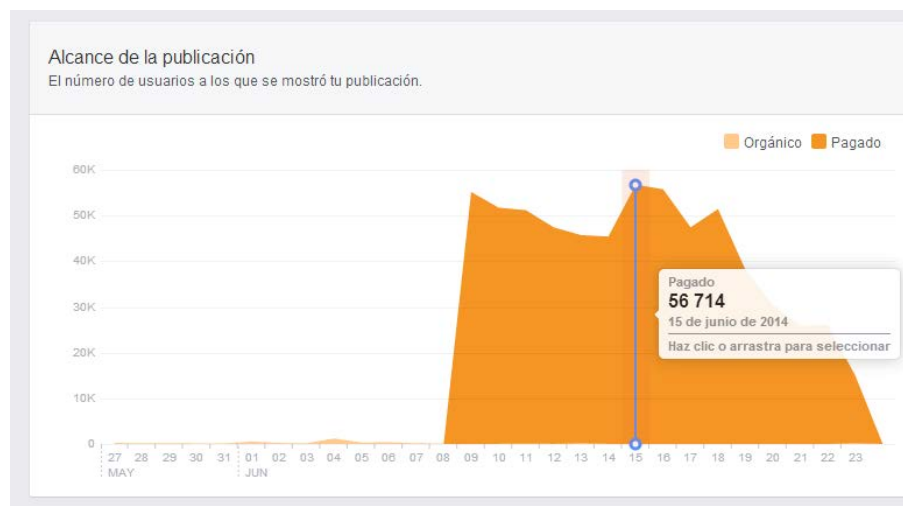 Alcance de la publicación
El número de usuarios a los que se mostró tu publicación.
Orgánico Pagado
60K
50K
40K
30K
20K
10K
0
Pagado
56 714
15 de junio de 2014
Haz clic o arrastra para seleccionar
27 28 29 30 31 01 02 03 04 05 06 07 08 09 10 11 12 13 14 15 16 17 18 19 20 21 22 23
MAY JUN